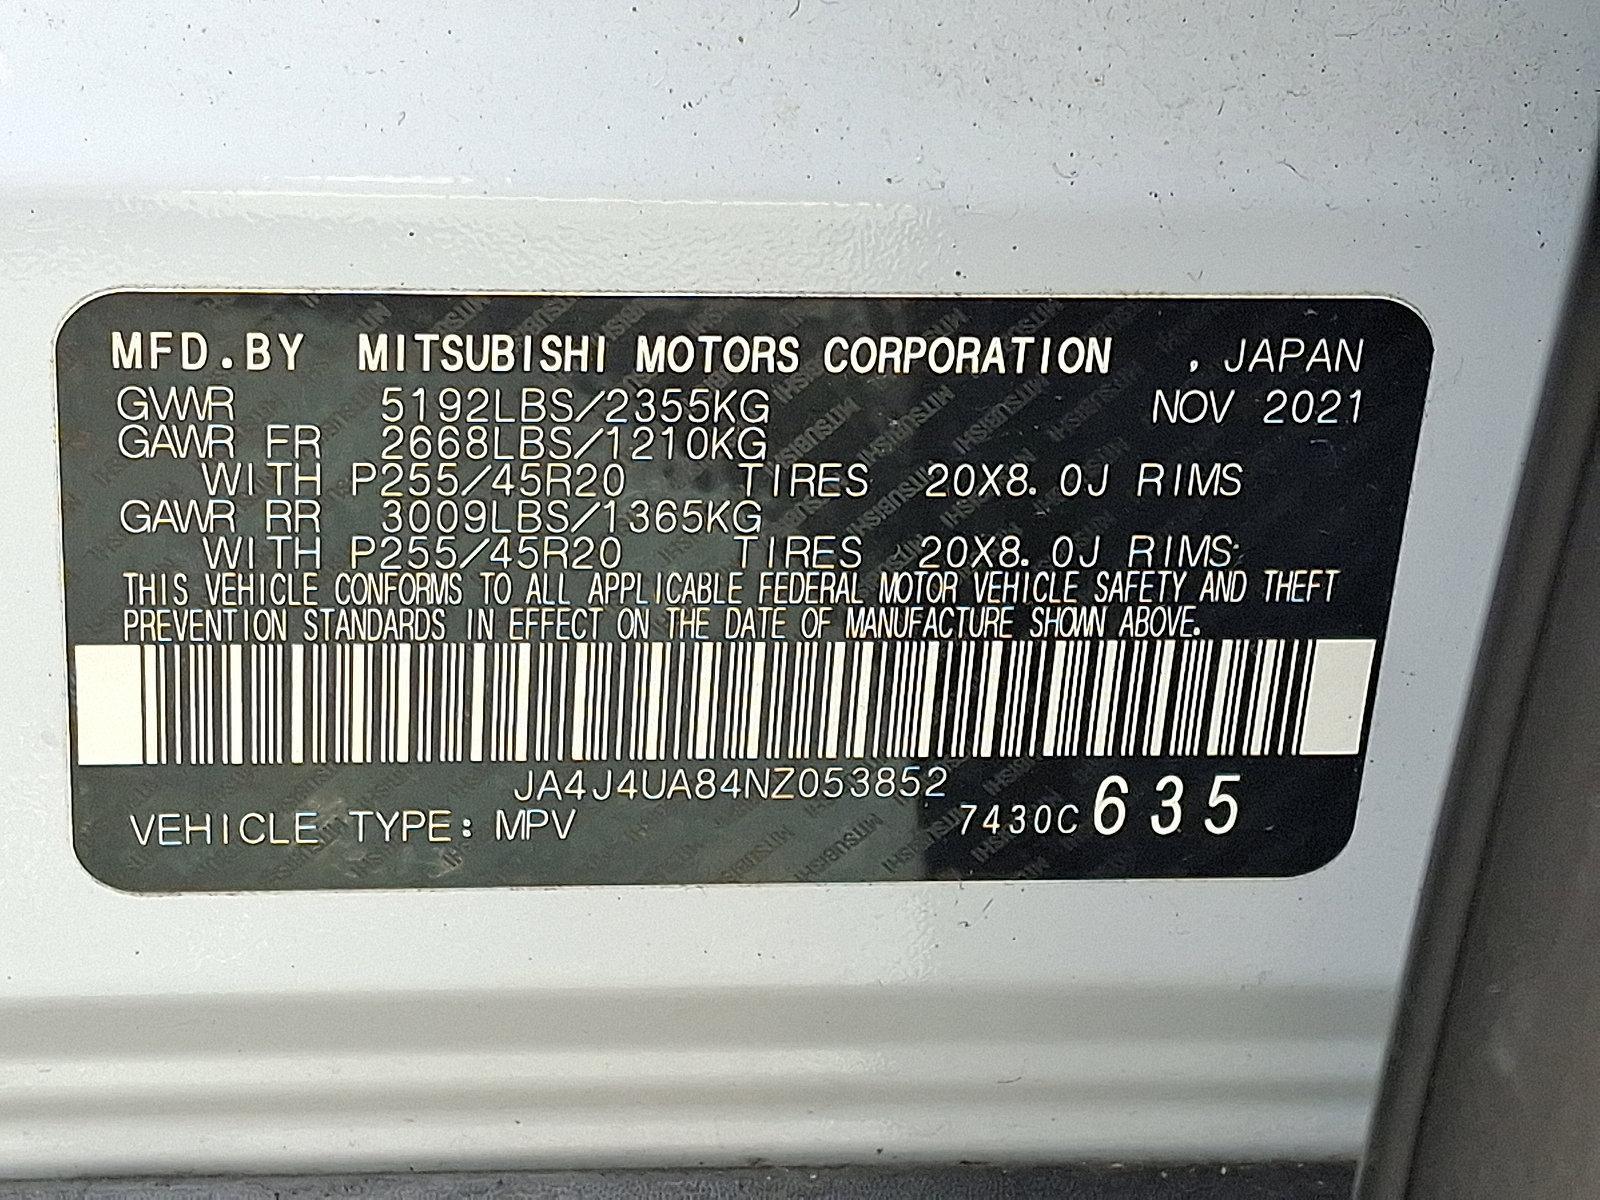 MFD.BY MITSUBISHI MOTORS CORPORATION , JAPAN
GVWR 5192LBS/2355KG NOV 2021
GAWR FR 2668LBS/1210KG
WITH P255/45R20 TIRES 20X8.0J RIMS
GAWR RR 3009LBS/1365KG
WITH P255/45R20 TIRES 20X8.0J RIMS
THIS VEHICLE CONFORMS TO ALL APPLICABLE FEDERAL MOTOR VEHICLE SAFETY AND THEFT
PREVENTION STANDARDS IN EFFECT ON THE DATE OF MANUFACTURE SHOWN ABOVE.
JA4J4UA84NZ053852
VEHICLE TYPE: MPV 7430C 635